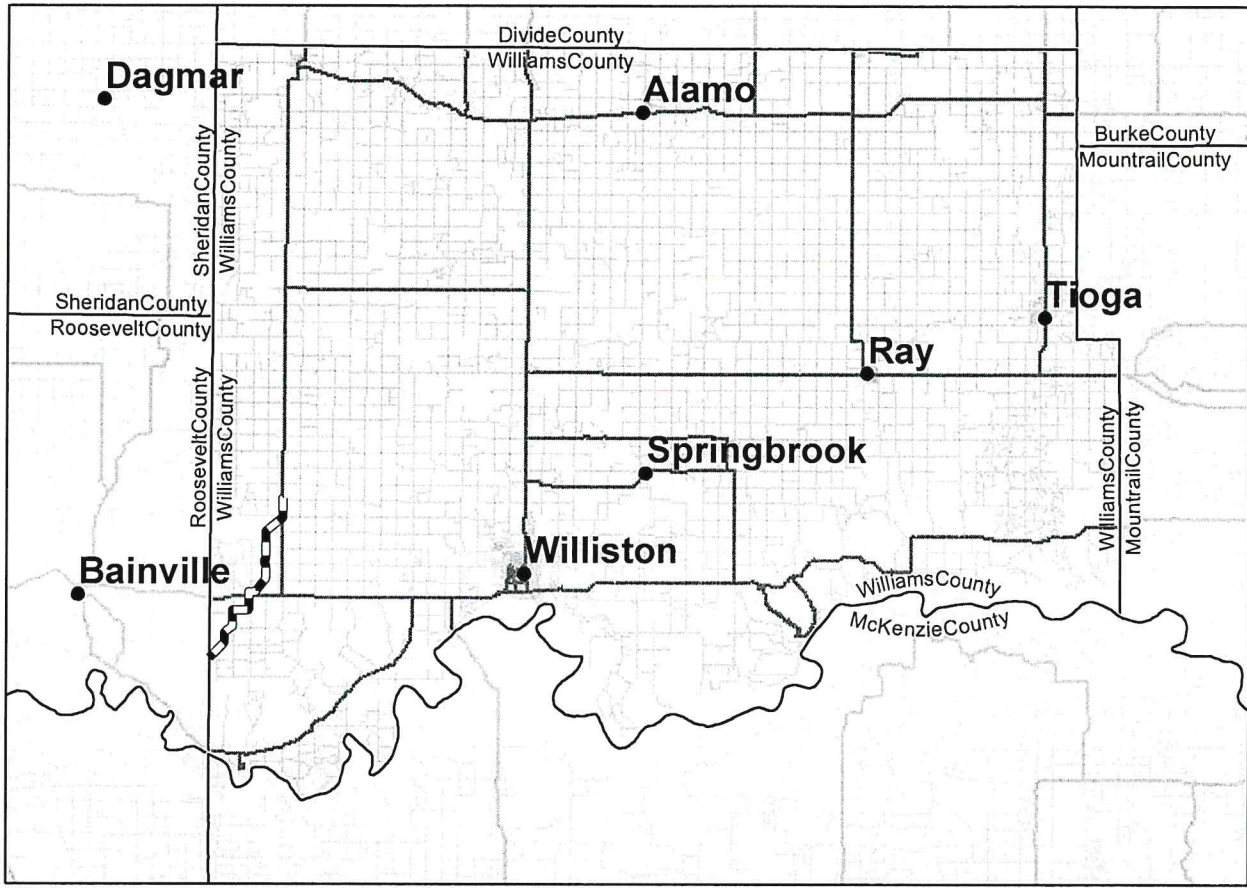 DivideCounty
WilliamsCounty
Dagmar
Alamo
SheridanCounty
WilliamsCounty
BurkeCounty
MountrailCounty
SheridanCounty
RooseveltCounty
Tioga
Ray
RooseveltCounty
WilliamsCounty
Springbrook
WilliamsCounty
MountrailCounty
Williston
Bainville
WilliamsCounty
McKenzieCounty